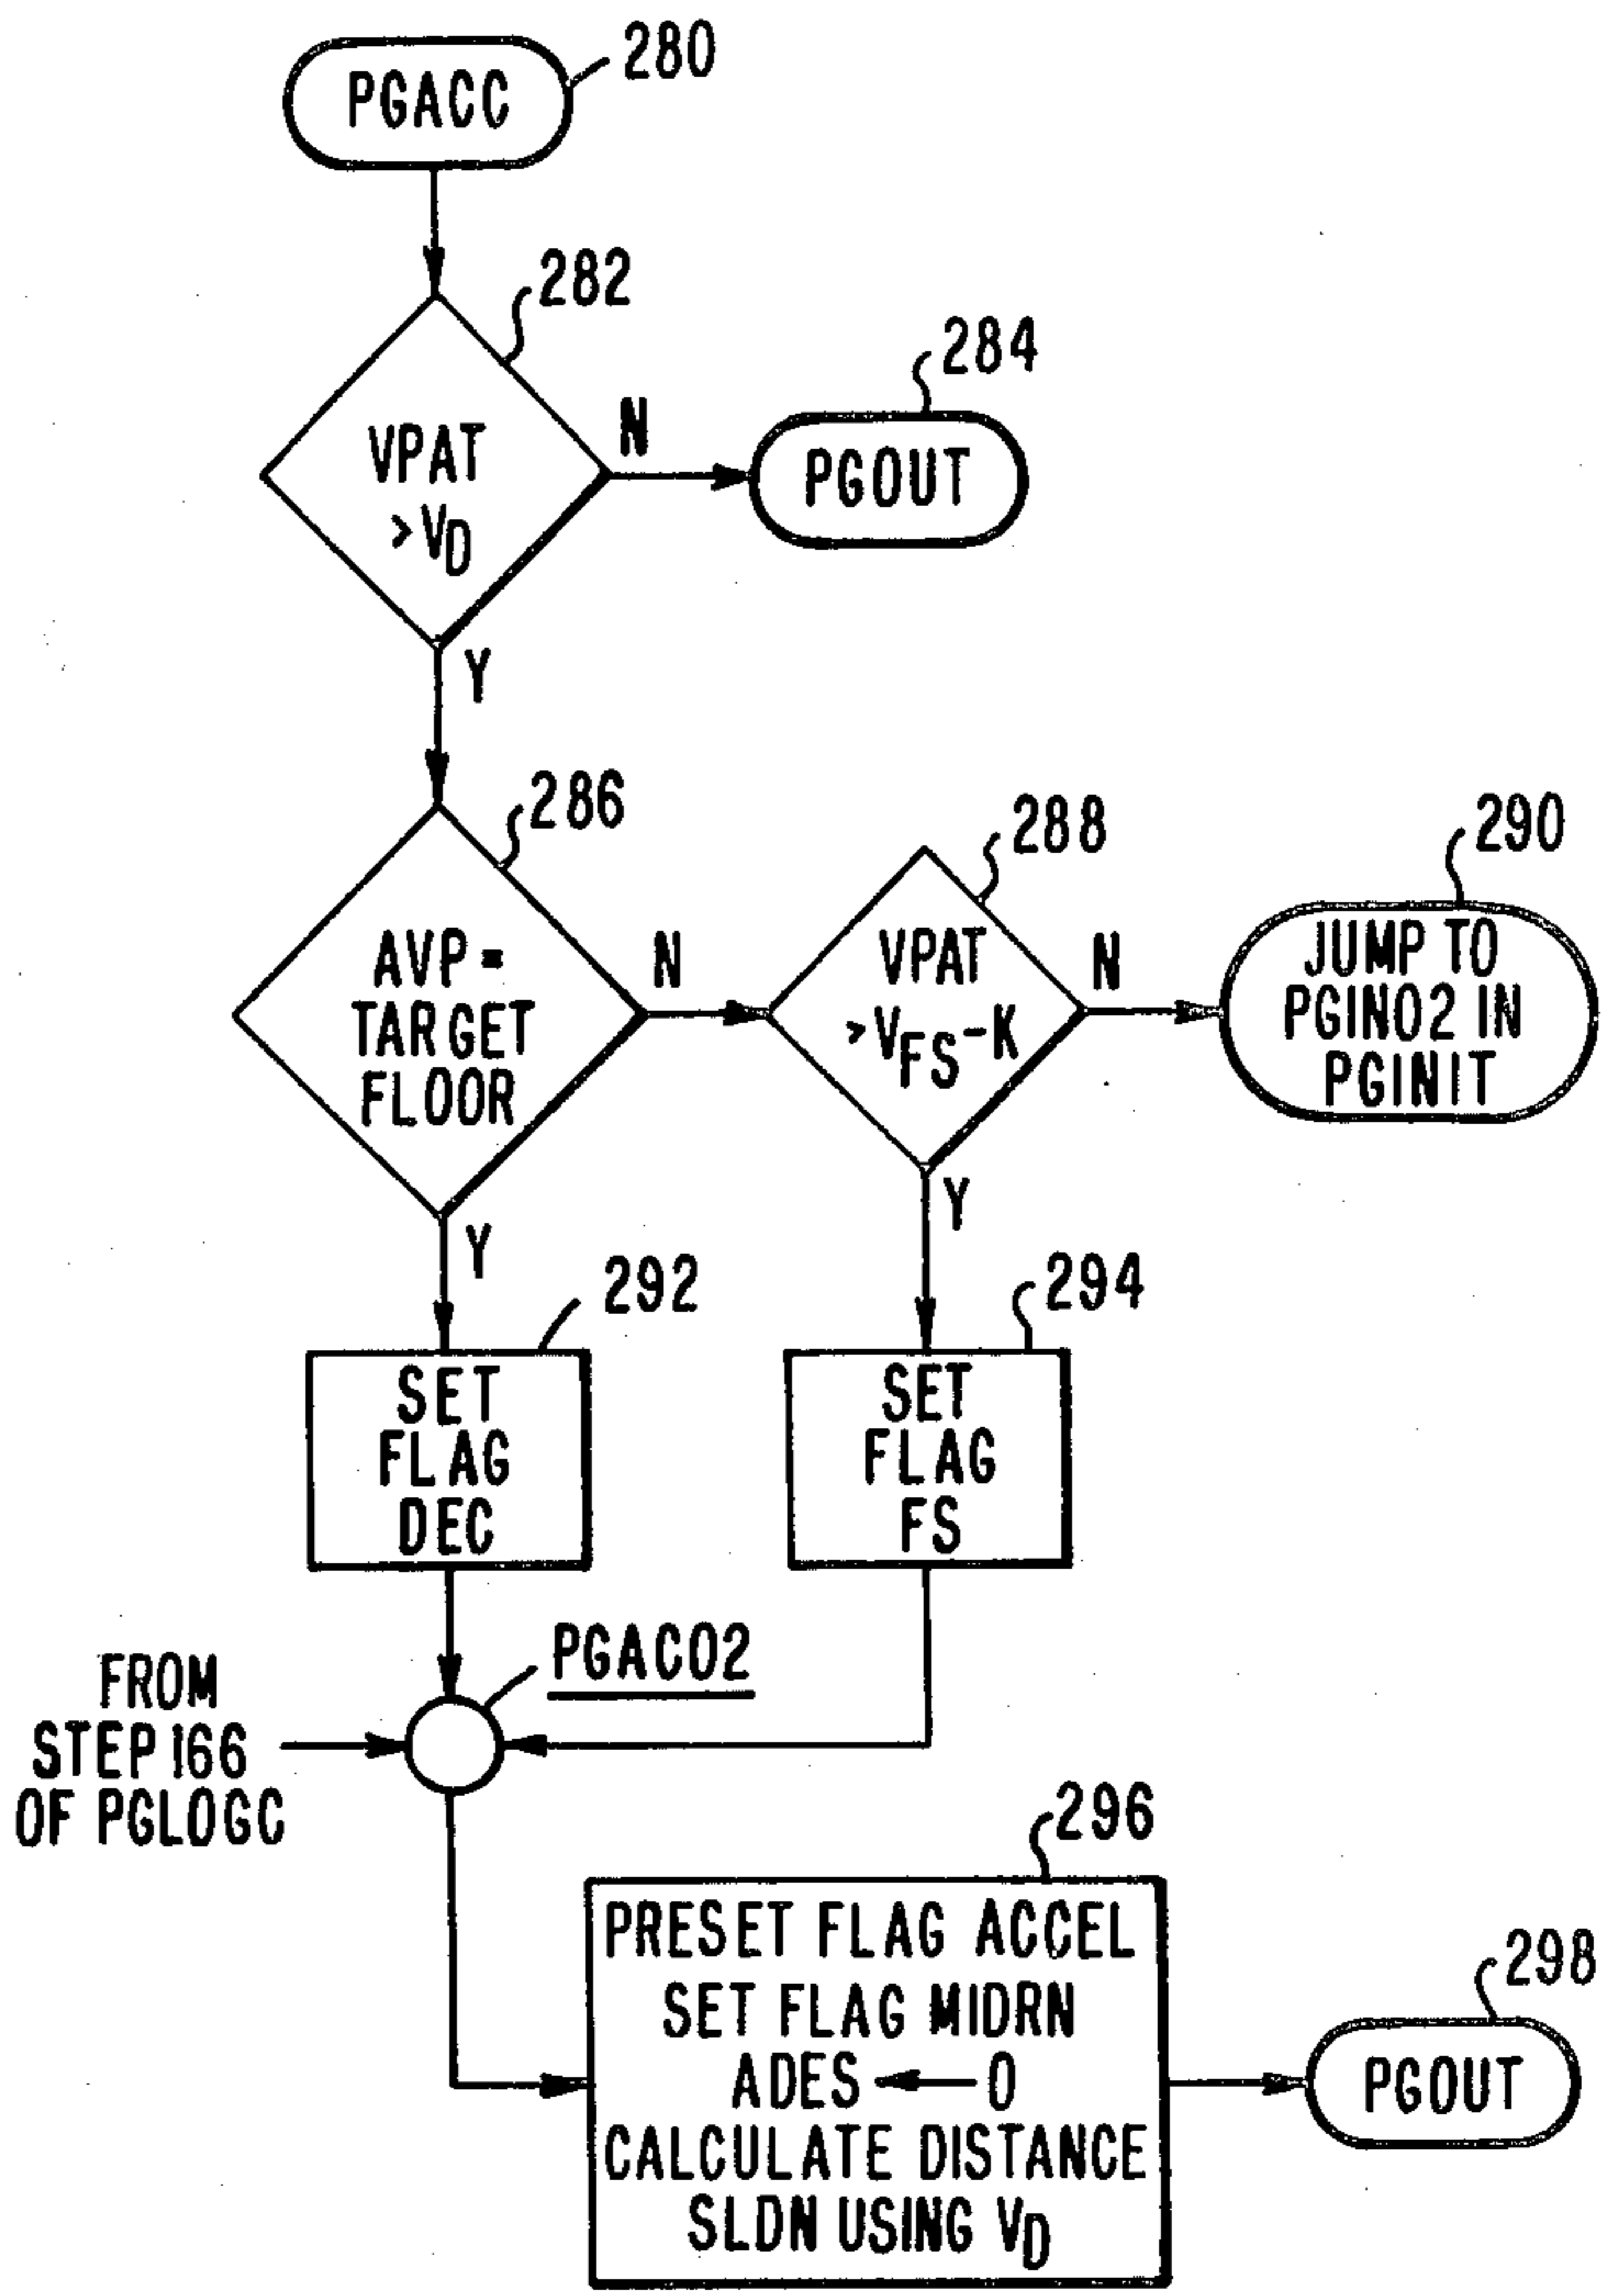 280
PGACC
282
VPAT
>VD
N
284
PGOUT
Y
286
AVP =
TARGET
FLOOR
N
288
VPAT
>VFS-K
N
290
JUMP TO
PGIN02 IN
PGINIT
Y
292
SET
FLAG
DEC
Y
294
SET
FLAG
FS
PGAC02
FROM
STEP 166
OF PGLOGC
296
PRESET FLAG ACCEL
SET FLAG MIDRN
ADES ← 0
CALCULATE DISTANCE
SLDN USING VD
298
PGOUT